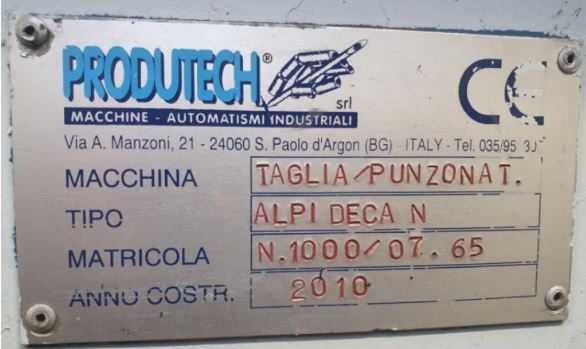 PRODUTECH® srl CE
MACCHINE - AUTOMATISMI INDUSTRIALI
Via A. Manzoni, 21 - 24060 S. Paolo d'Argon (BG) - ITALY - Tel. 035/95
MACCHINA TAGLIA/PUNZONAT.
TIPO ALPI DECA N
MATRICOLA N.1000/07.65
ANNO COSTR. 2010